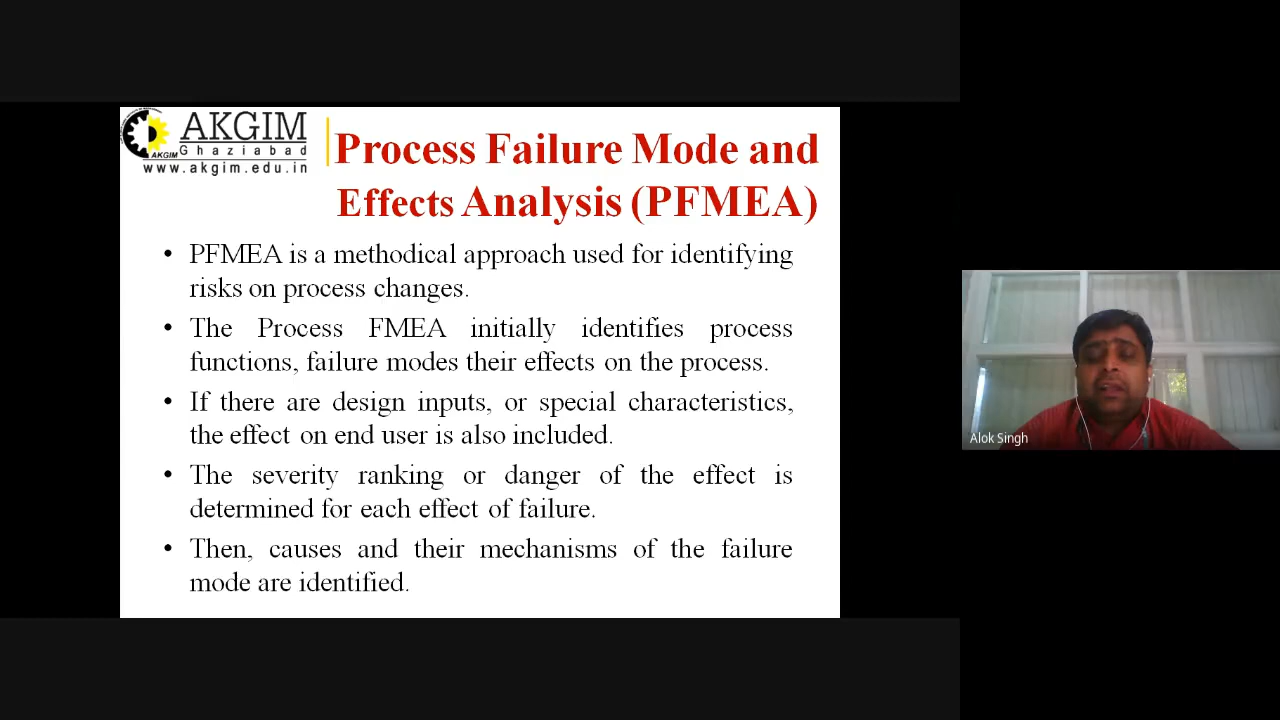 AKGIM
Ghaziabad
AKGIM
www.akgim.edu.in
Process Failure Mode and
Effects Analysis (PFMEA)
• PFMEA is a methodical approach used for identifying
risks on process changes.
• The Process FMEA initially identifies process
functions, failure modes their effects on the process.
• If there are design inputs, or special characteristics,
the effect on end user is also included.
• The severity ranking or danger of the effect is
determined for each effect of failure.
• Then, causes and their mechanisms of the failure
mode are identified.
Alok Singh